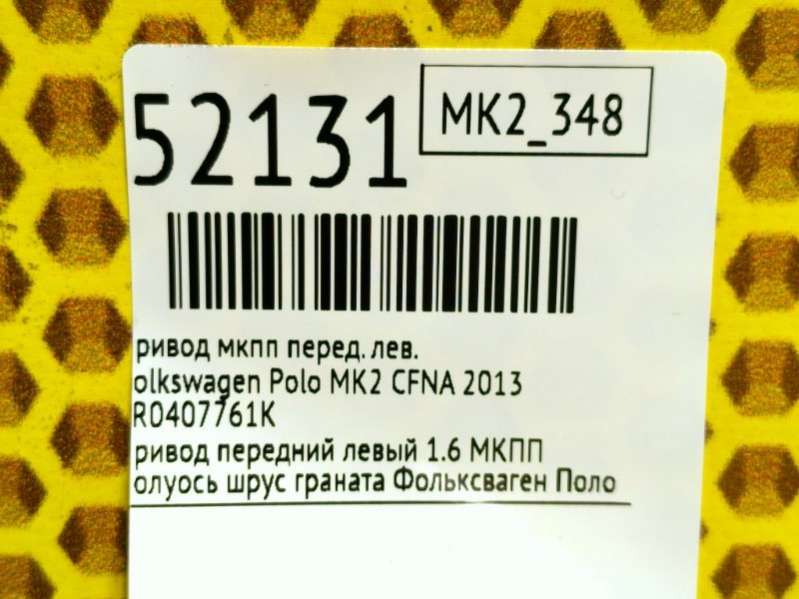 52131
MK2_348
ривод мкпп перед. лев.
olkswagen Polo MK2 CFNA 2013
R0407761K
ривод передний левый 1.6 МКПП
олуось шрус граната Фольксваген Поло